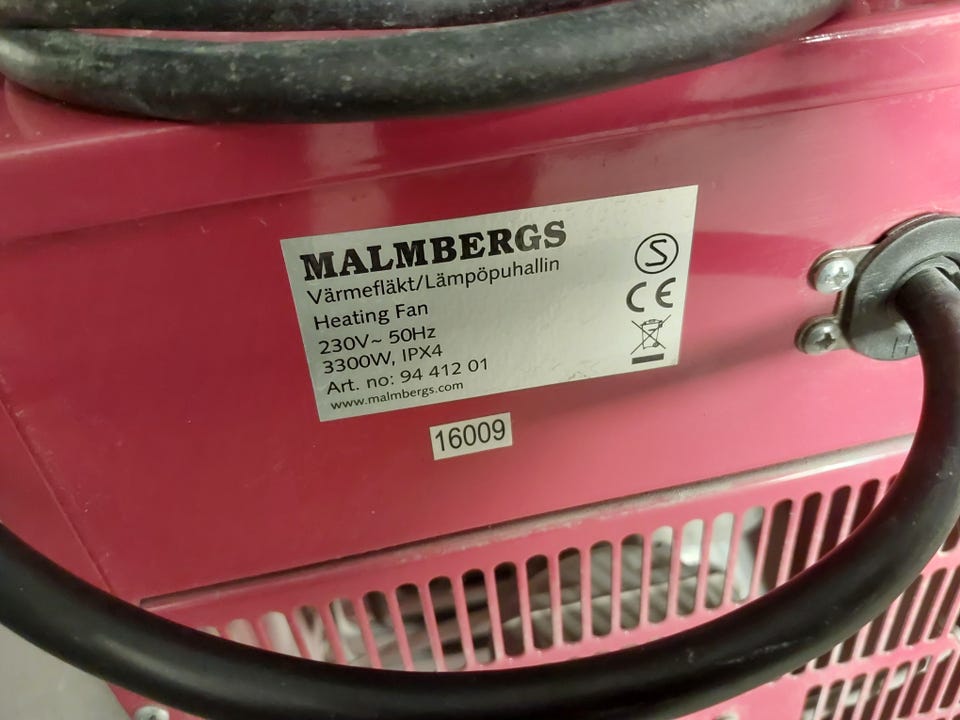 MALMBERGS
Värmefläkt/Lämpöpuhallin
Heating Fan
230V~ 50Hz
3300W, IPX4
Art. no: 94 412 01
www.malmbergs.com
S
CE
16009